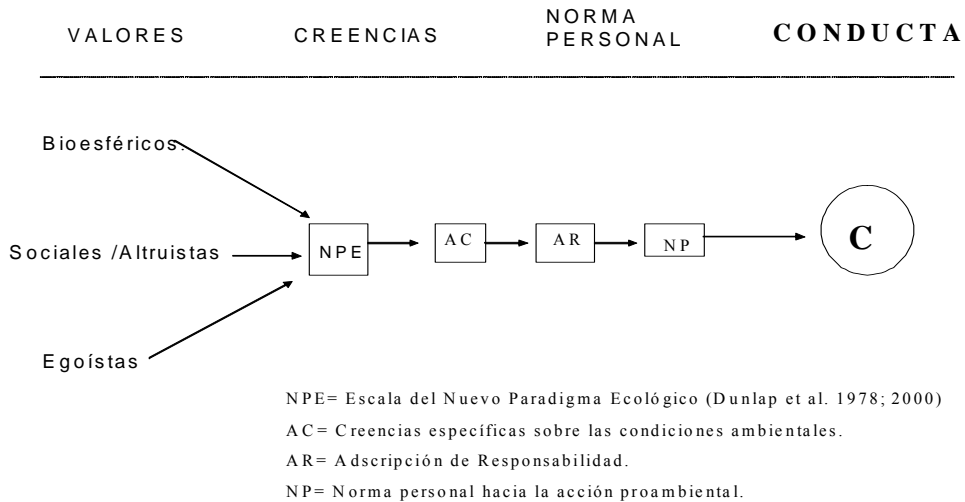 VALORES CREENCIAS NORMA PERSONAL CONDUCTA
Bioesféricos.
Sociales /Altruistas
Egoístas
NPE AC AR NP C
NPE= Escala del Nuevo Paradigma Ecológico (Dunlap et al. 1978; 2000)
AC= Creencias específicas sobre las condiciones ambientales.
AR= Adscripción de Responsabilidad.
NP= Norma personal hacia la acción proambiental.